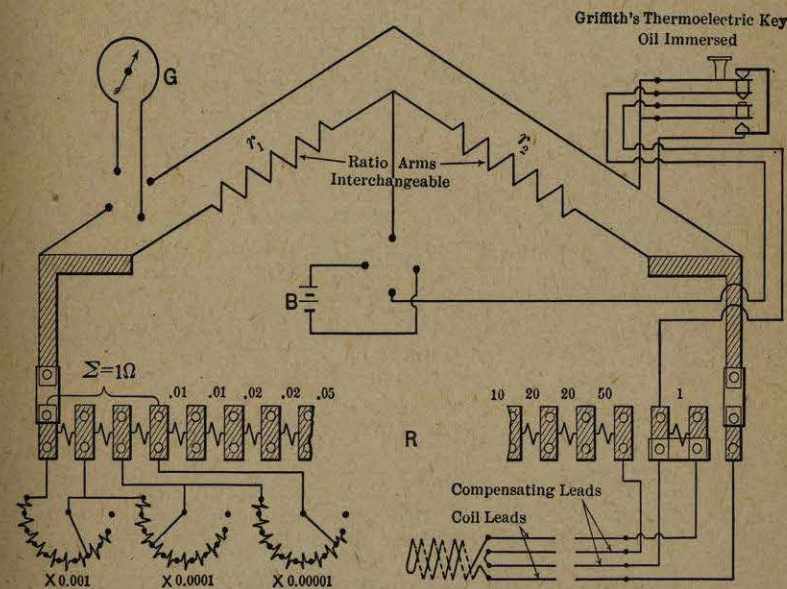 Griffith's Thermoelectric Key
Oil Immersed
G
r₁
r₂
Ratio Arms
Interchangeable
B
Σ=1Ω
.01 .01 .02 .02 .05
10 20 20 50 1
R
Compensating Leads
Coil Leads
X 0.001 X 0.0001 X 0.00001